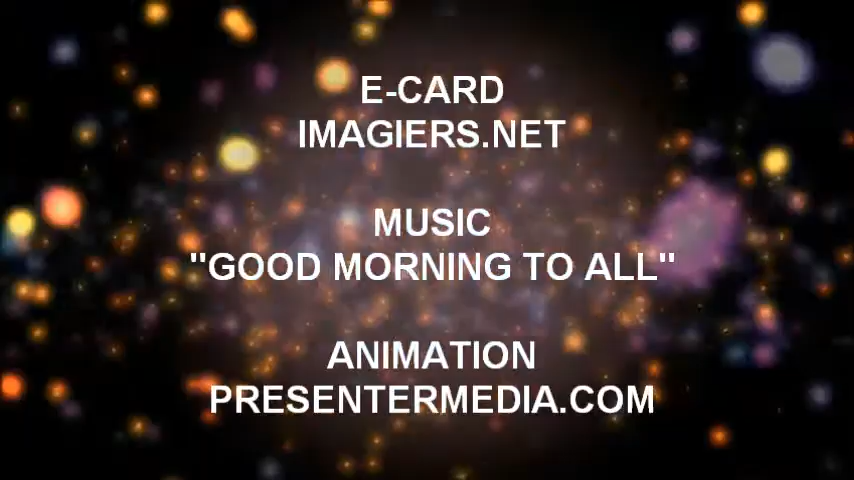 E-CARD
IMAGIERS.NET
MUSIC
"GOOD MORNING TO ALL"
ANIMATION
PRESENTERMEDIA.COM